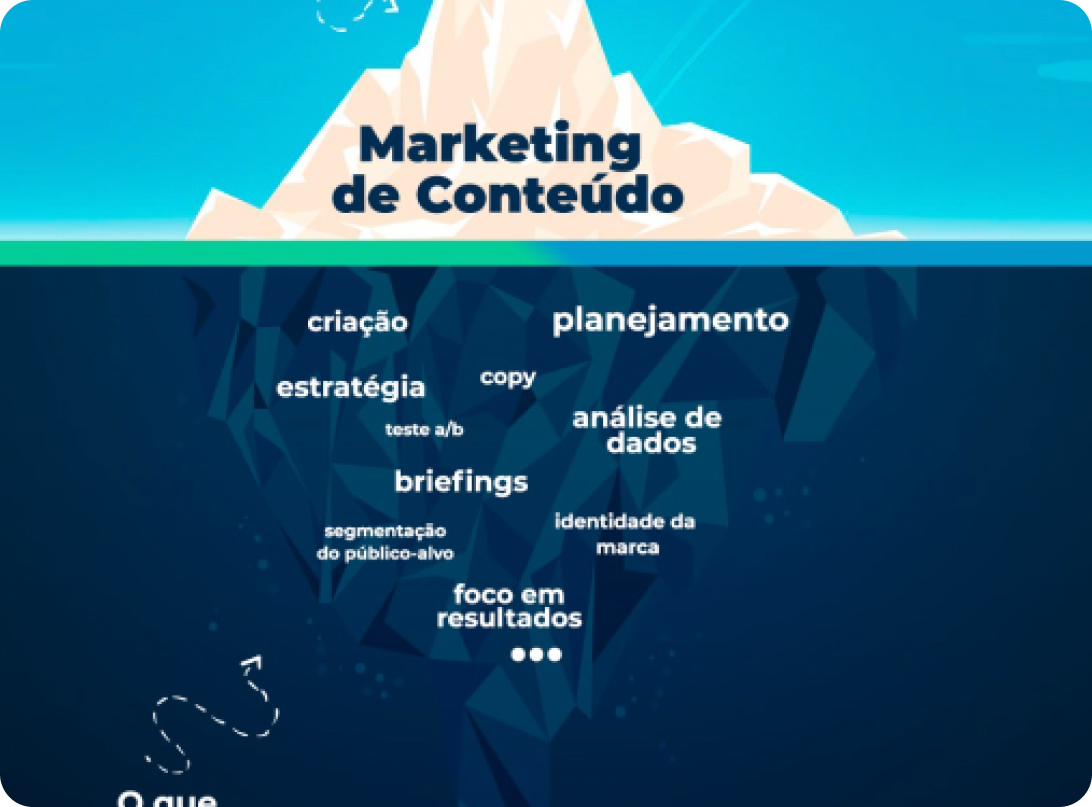 Marketing
de Conteúdo
criação
planejamento
estratégia
copy
teste a/b
análise de
dados
briefings
segmentação
do público-alvo
identidade da
marca
foco em
resultados
O que